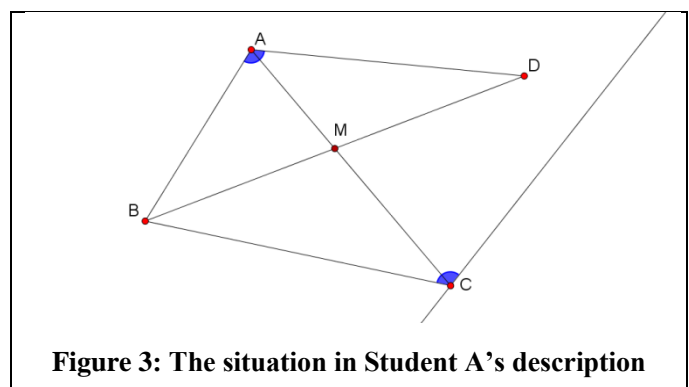 A
D
M
B
C
Figure 3: The situation in Student A’s description